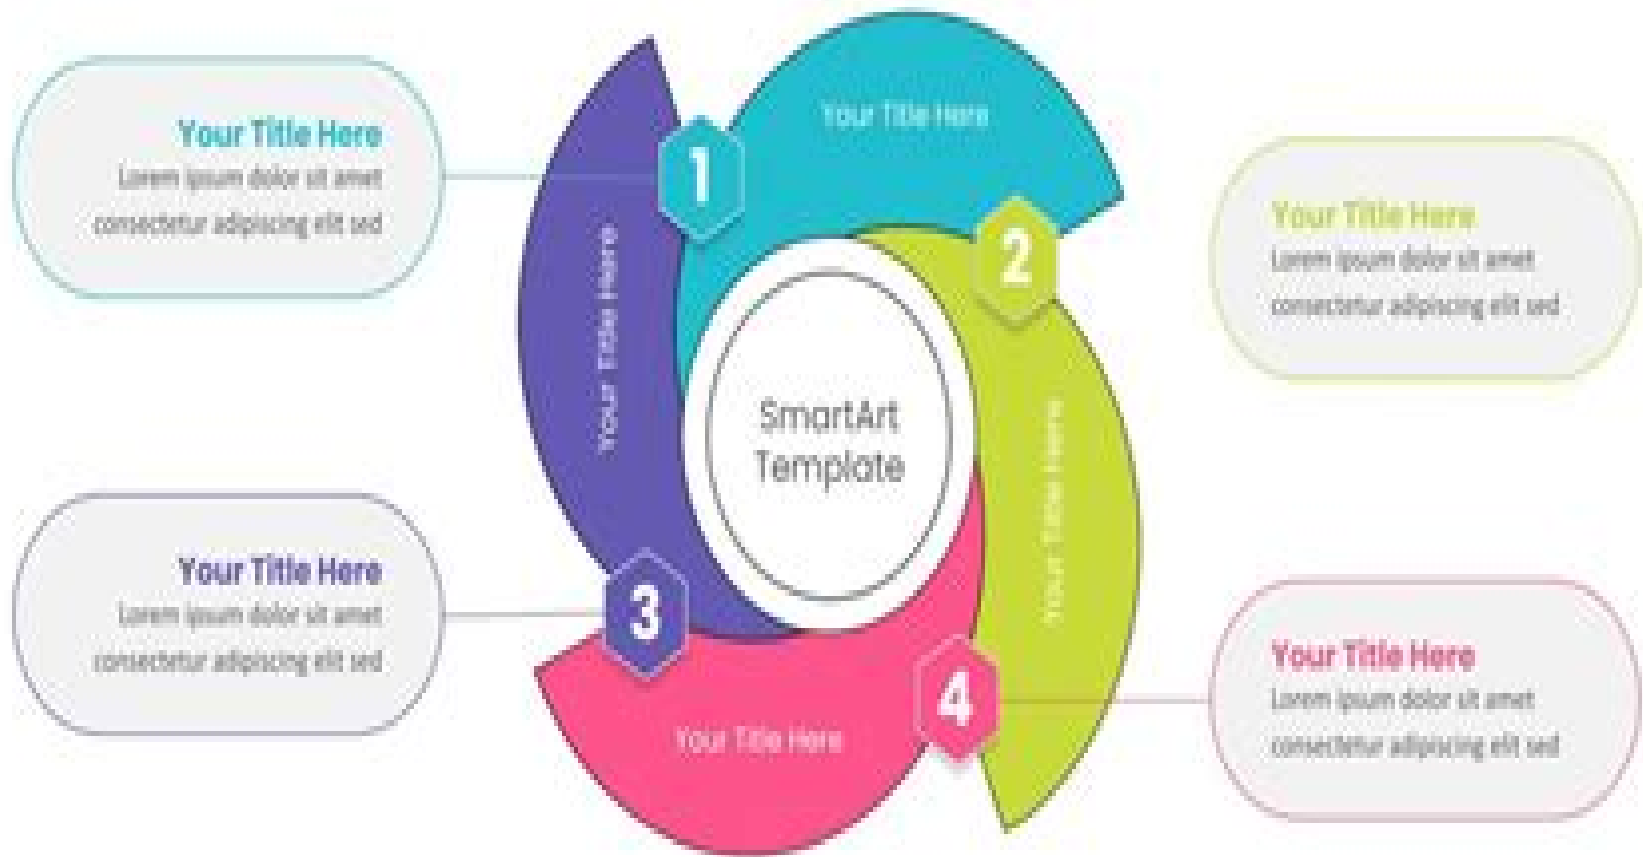 Your Title Here
Lorem ipsum dolor sit amet
consectetur adipiscing elit sed
1
Your Title Here
2
Your Title Here
Lorem ipsum dolor sit amet
consectetur adipiscing elit sed
Your Title Here
SmartArt
Template
Your Title Here
Your Title Here
Lorem ipsum dolor sit amet
consectetur adipiscing elit sed
3
Your Title Here
4
Your Title Here
Lorem ipsum dolor sit amet
consectetur adipiscing elit sed